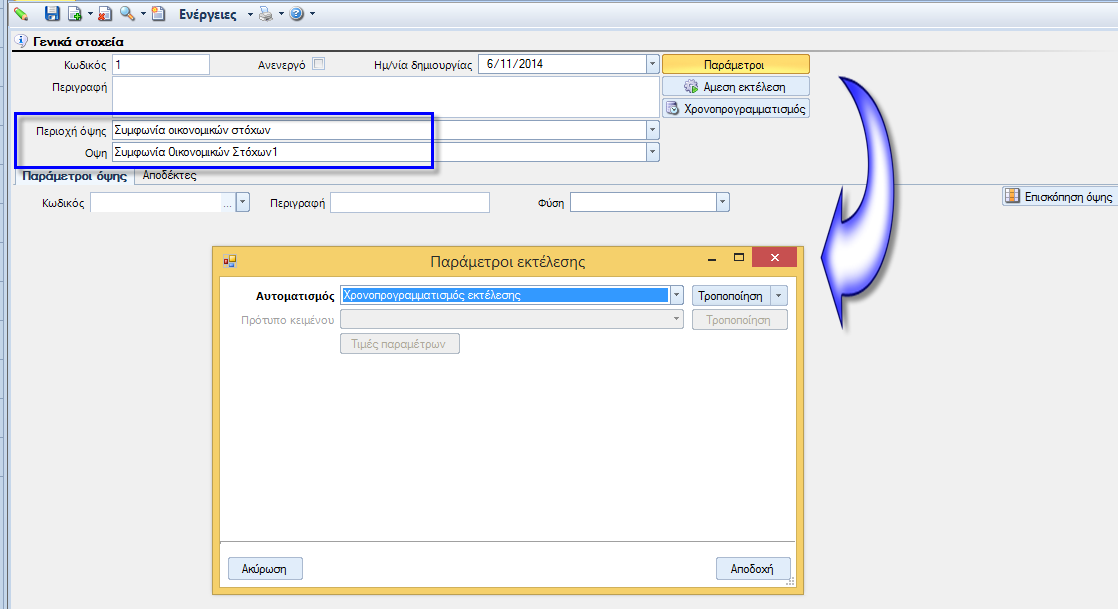 Ενέργειες
Γενικά στοιχεία
Κωδικός 1 Ανενεργό Ημ/νία δημιουργίας 6/11/2014 Παράμετροι
Περιγραφή Άμεση εκτέλεση
Χρονοπρογραμματισμός
Περιοχή όψης Συμφωνία οικονομικών στόχων
Οψη Συμφωνία Οικονομικών Στόχων1
Παράμετροι όψης Αποδέκτες
Κωδικός ... Περιγραφή Φύση Επισκόπηση όψης
Παράμετροι εκτέλεσης
Αυτοματισμός Χρονοπρογραμματισμός εκτέλεσης Τροποποίηση
Πρότυπο κειμένου Τροποποίηση
Τιμές παραμέτρων
Ακύρωση Αποδοχή